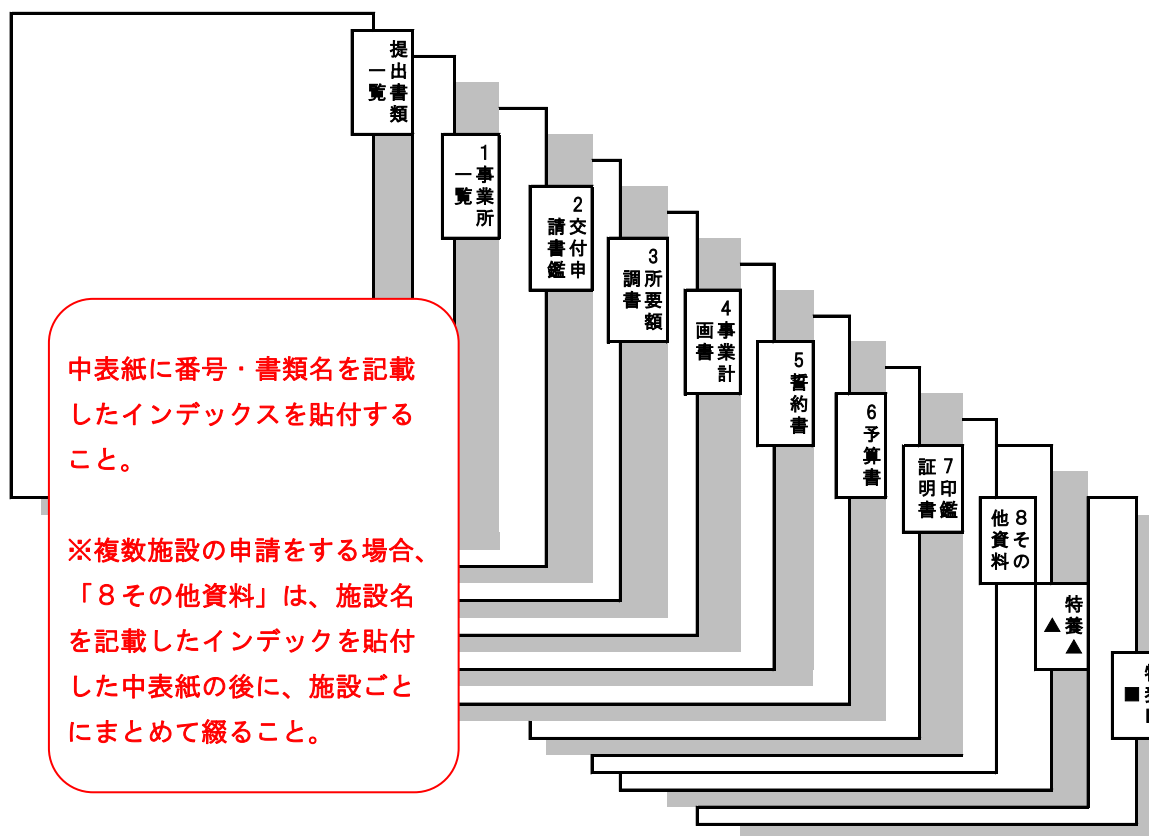 提出書類
一覧
1事業所
一覧
2交付申
請書鑑
3所要額
調書
4事業計
画書
5誓約書
6予算書
7印鑑
証明書
8その
他資料
特養▲
▲
■
中表紙に番号・書類名を記載
したインデックスを貼付する
こと。
※複数施設の申請をする場合、
「８その他資料」は、施設名
を記載したインデックを貼付
した中表紙の後に、施設ごと
にまとめて綴ること。